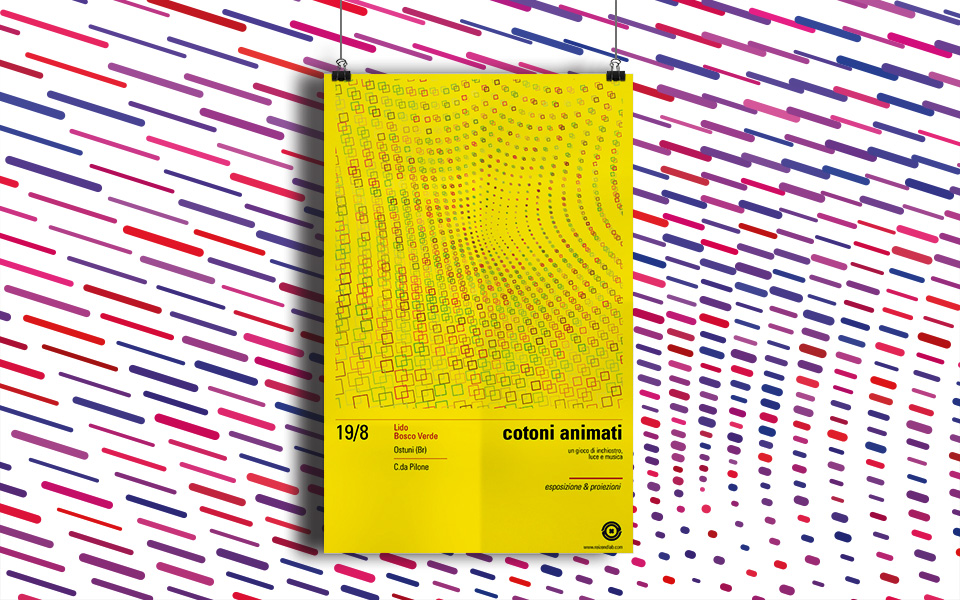 19/8
Lido
Bosco Verde
Ostuni (Br)
C.da Pilone
cotoni animati
un gioco di inchiostro,
luce e musica
esposizione & proiezioni